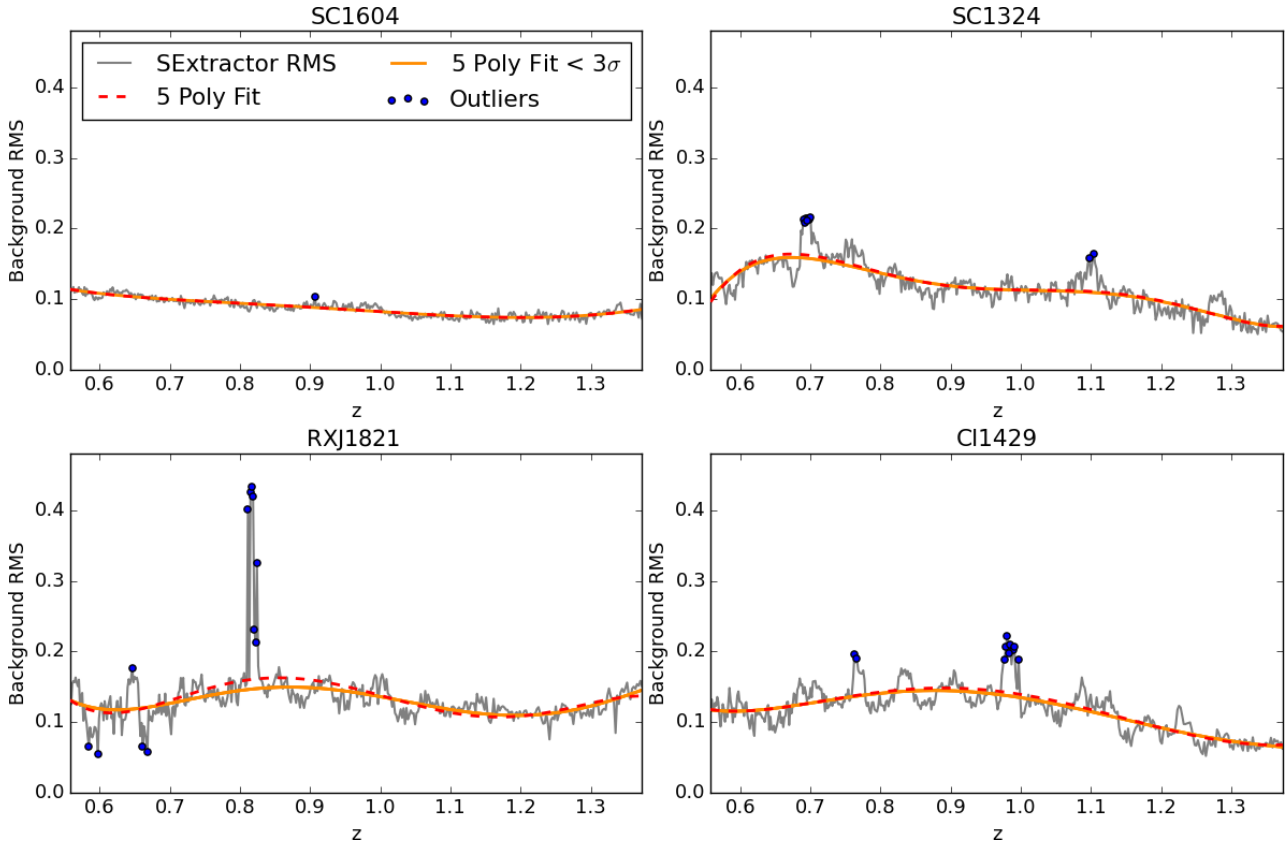 SC1604
SExtractor RMS
5 Poly Fit < 3σ
5 Poly Fit
Outliers
Background RMS
0.4
0.3
0.2
0.1
0.0
0.6 0.7 0.8 0.9 1.0 1.1 1.2 1.3
z
SC1324
Background RMS
0.4
0.3
0.2
0.1
0.0
0.6 0.7 0.8 0.9 1.0 1.1 1.2 1.3
z
RXJ1821
Background RMS
0.4
0.3
0.2
0.1
0.0
0.6 0.7 0.8 0.9 1.0 1.1 1.2 1.3
z
Cl1429
Background RMS
0.4
0.3
0.2
0.1
0.0
0.6 0.7 0.8 0.9 1.0 1.1 1.2 1.3
z